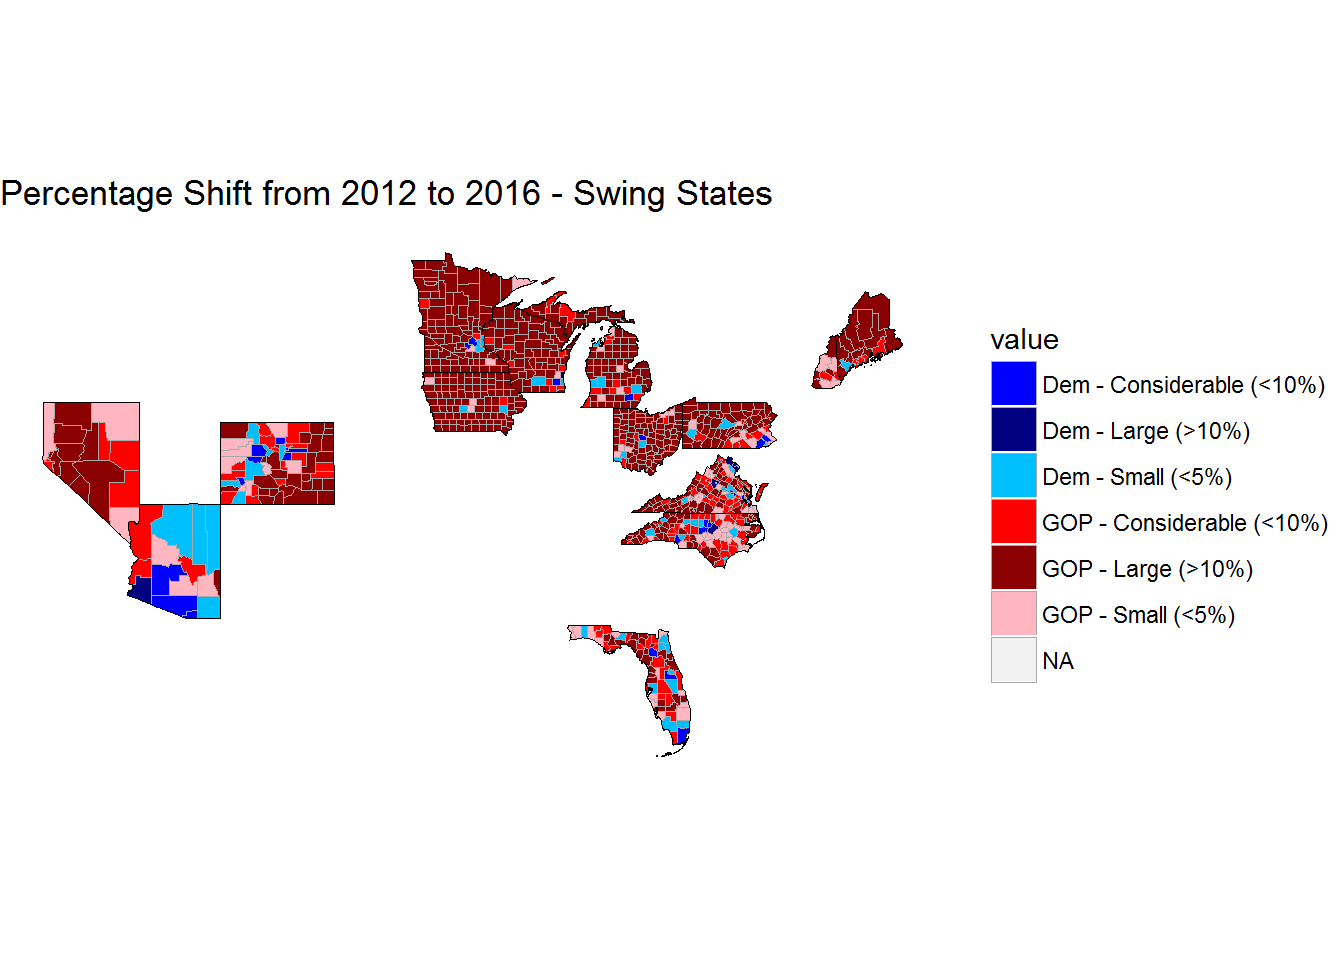 Percentage Shift from 2012 to 2016 - Swing States
value
Dem - Considerable (<10%)
Dem - Large (>10%)
Dem - Small (<5%)
GOP - Considerable (<10%)
GOP - Large (>10%)
GOP - Small (<5%)
NA